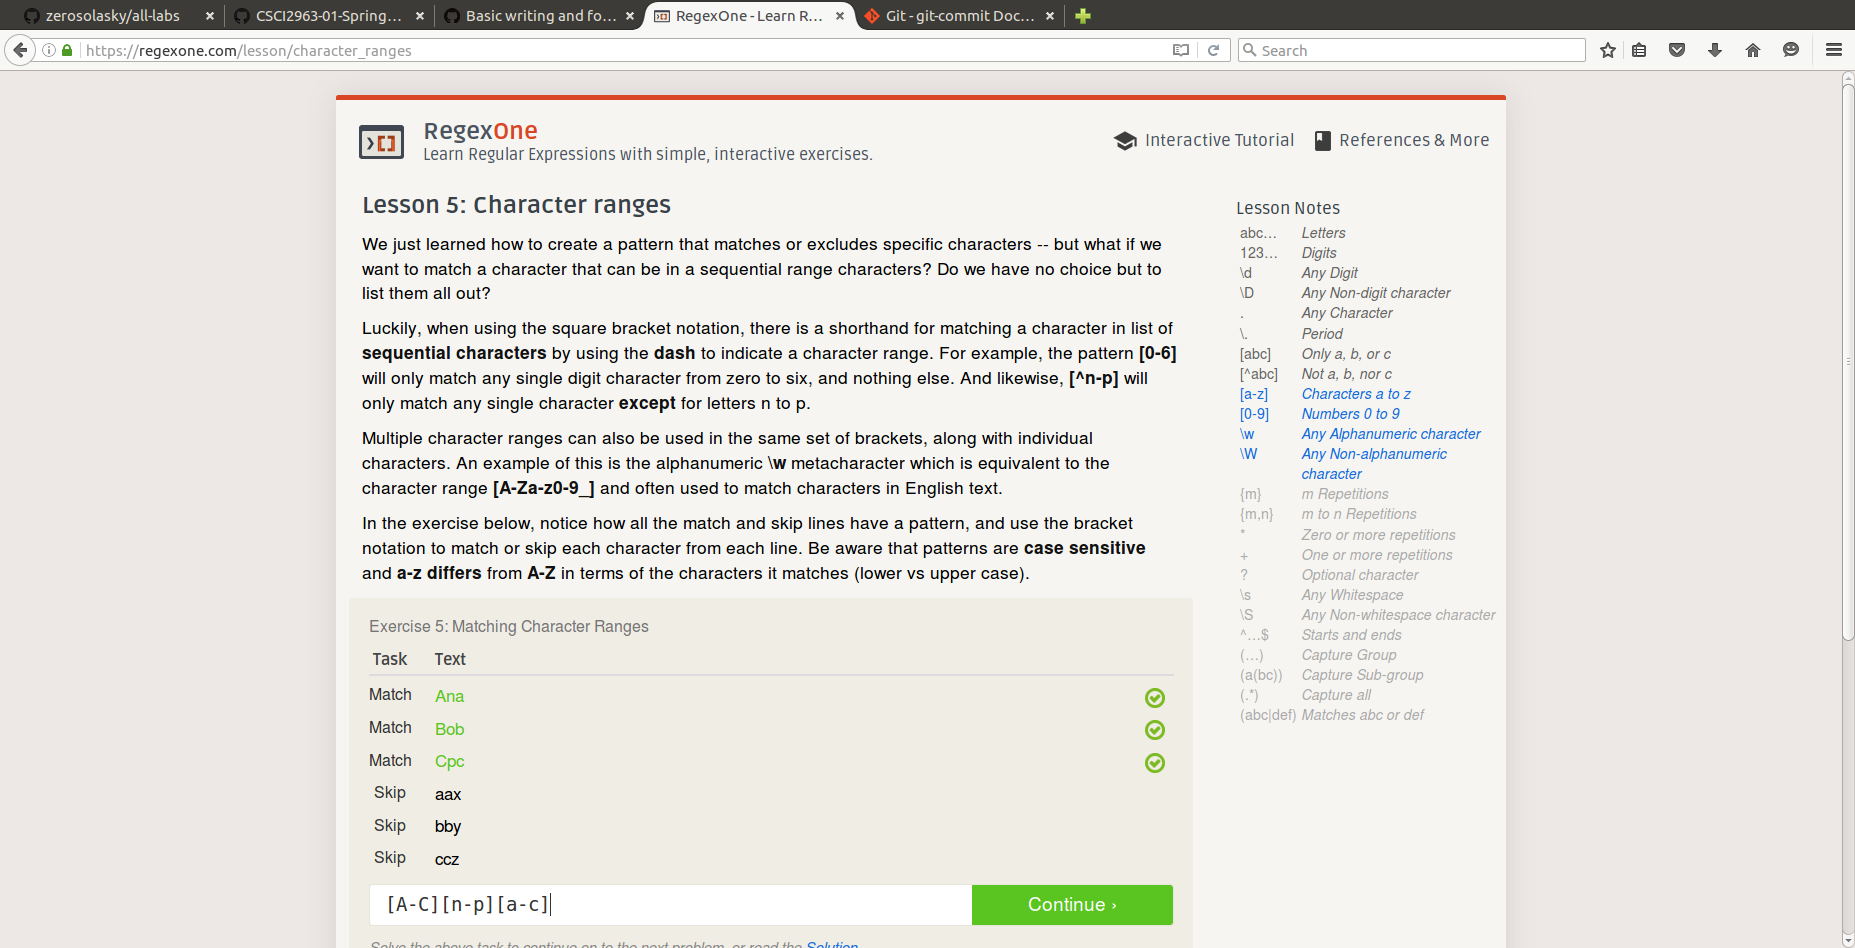 zerosolasky/all-labs
CSCI2963-01-Spring...
Basic writing and fo...
RegexOne - Learn R...
Git - git-commit Doc...
https://regexone.com/lesson/character_ranges
Search
RegexOne
Learn Regular Expressions with simple, interactive exercises.
Interactive Tutorial
References & More
Lesson 5: Character ranges
We just learned how to create a pattern that matches or excludes specific characters -- but what if we
want to match a character that can be in a sequential range characters? Do we have no choice but to
list them all out?
Luckily, when using the square bracket notation, there is a shorthand for matching a character in list of
sequential characters by using the dash to indicate a character range. For example, the pattern [0-6]
will only match any single digit character from zero to six, and nothing else. And likewise, [^n-p] will
only match any single character except for letters n to p.
Multiple character ranges can also be used in the same set of brackets, along with individual
characters. An example of this is the alphanumeric \w metacharacter which is equivalent to the
character range [A-Za-z0-9_] and often used to match characters in English text.
In the exercise below, notice how all the match and skip lines have a pattern, and use the bracket
notation to match or skip each character from each line. Be aware that patterns are case sensitive
and a-z differs from A-Z in terms of the characters it matches (lower vs upper case).
Exercise 5: Matching Character Ranges
Task Text
Match Ana
Match Bob
Match Cpc
Skip aax
Skip bby
Skip ccz
[A-C][n-p][a-c]
Continue ›
Solve the above task to continue on to the next problem, or read the Solution.
Lesson Notes
abc… Letters
123… Digits
\d Any Digit
\D Any Non-digit character
. Any Character
\. Period
[abc] Only a, b, or c
[^abc] Not a, b, nor c
[a-z] Characters a to z
[0-9] Numbers 0 to 9
\w Any Alphanumeric character
\W Any Non-alphanumeric
character
{m} m Repetitions
{m,n} m to n Repetitions
* Zero or more repetitions
+ One or more repetitions
? Optional character
\s Any Whitespace
\S Any Non-whitespace character
^…$ Starts and ends
(…) Capture Group
(a(bc)) Capture Sub-group
(.*) Capture all
(abc|def) Matches abc or def